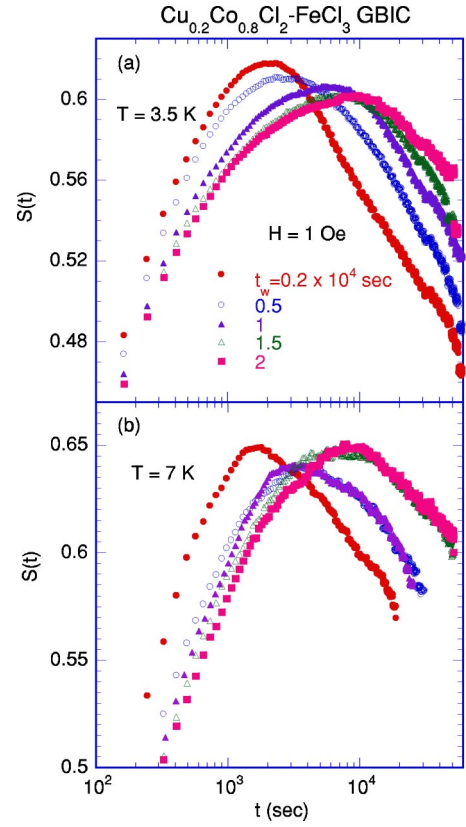 Cu0.2Co0.8Cl2-FeCl3 GBIC
(a)
0.6
T = 3.5 K
0.56
S(t)
H = 1 Oe
0.52
tw=0.2 x 10^4 sec
0.5
1
0.48
1.5
2
(b)
0.65
T = 7 K
0.6
S(t)
0.55
0.5
10^2 10^3 10^4
t (sec)